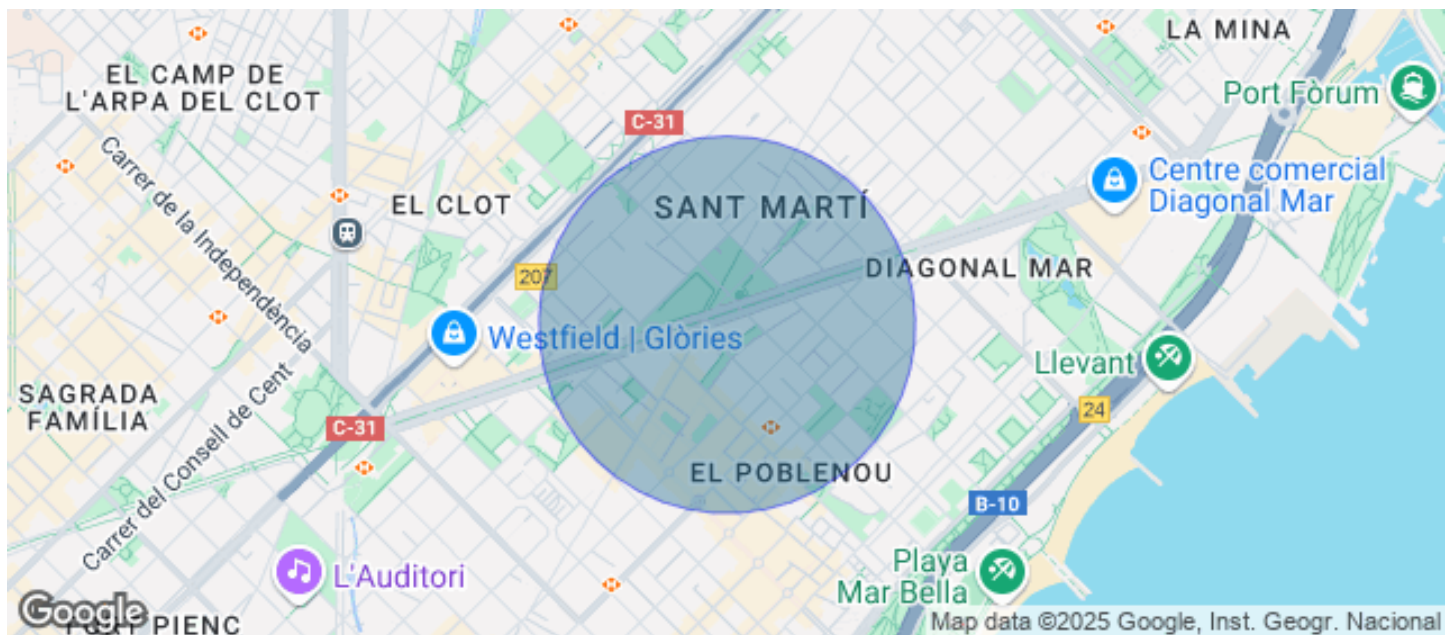 LA MINA
EL CAMP DE
L'ARPA DEL CLOT
Port Fòrum
C-31
Carrer de la Independència
Centre comercial
Diagonal Mar
EL CLOT
SANT MARTÍ
207
DIAGONAL MAR
Westfield | Glòries
Llevant
SAGRADA
FAMÍLIA
24
C-31
Carrer del Consell de Cent
EL POBLENOU
B-10
Playa
Mar Bella
L'Auditori
Google
FORT PIENC
Map data ©2025 Google, Inst. Geogr. Nacional